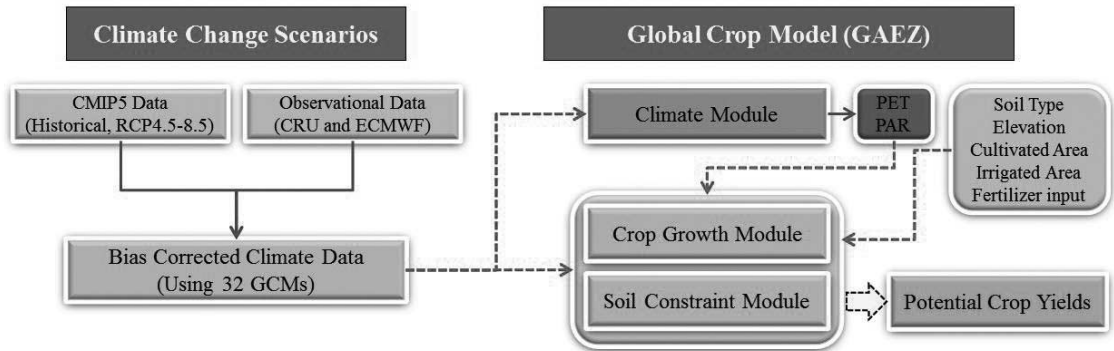 Climate Change Scenarios
Global Crop Model (GAEZ)
CMIP5 Data
(Historical, RCP4.5-8.5)
Observational Data
(CRU and ECMWF)
Bias Corrected Climate Data
(Using 32 GCMs)
Climate Module
PET
PAR
Soil Type
Elevation
Cultivated Area
Irrigated Area
Fertilizer input
Crop Growth Module
Soil Constraint Module
Potential Crop Yields